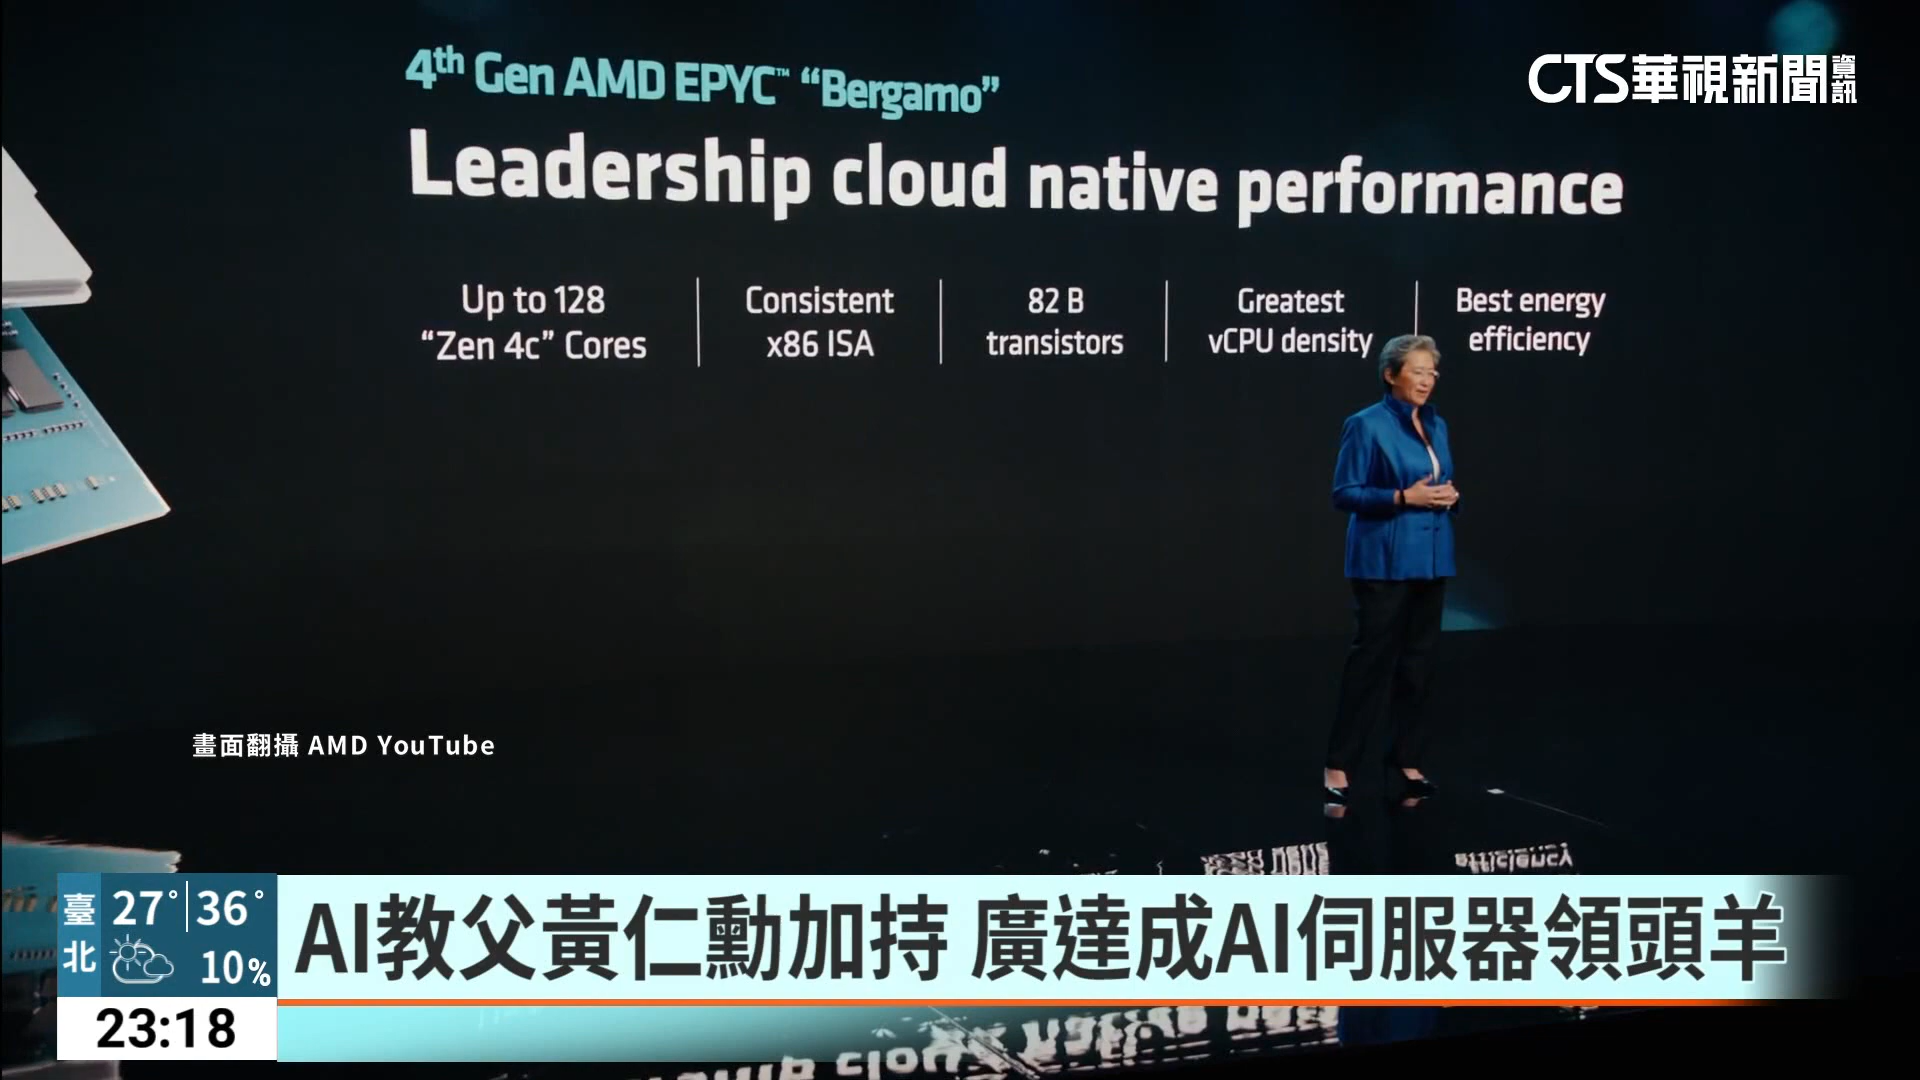 4th Gen AMD EPYC™ “Bergamo”
CTS華視新聞資訊
Leadership cloud native performance
Up to 128
“Zen 4c” Cores
Consistent
x86 ISA
82 B
transistors
Greatest
vCPU density
Best energy
efficiency
畫面翻攝 AMD YouTube
臺北
27° 36°
10%
AI教父黃仁勳加持 廣達成AI伺服器領頭羊
23:18